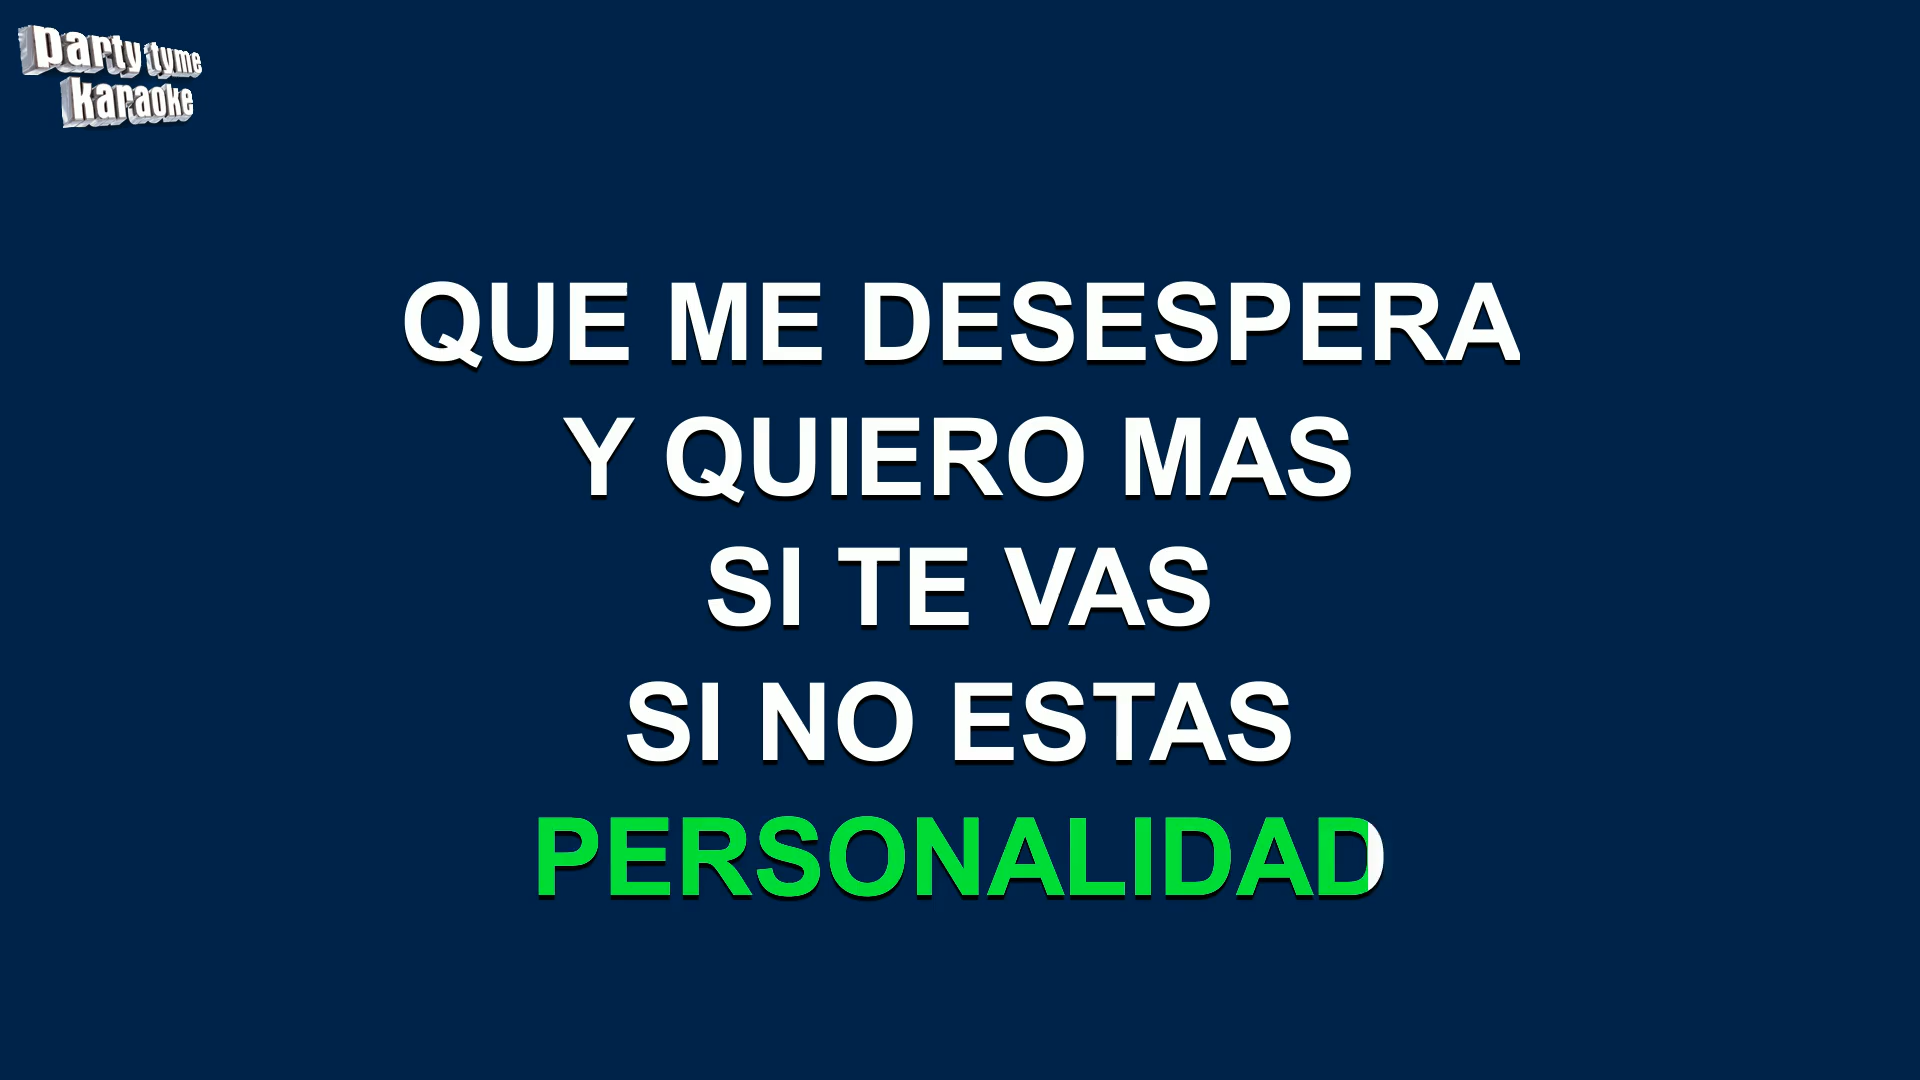 party tyme
karaoke
QUE ME DESESPERA
Y QUIERO MAS
SI TE VAS
SI NO ESTAS
PERSONALIDAD